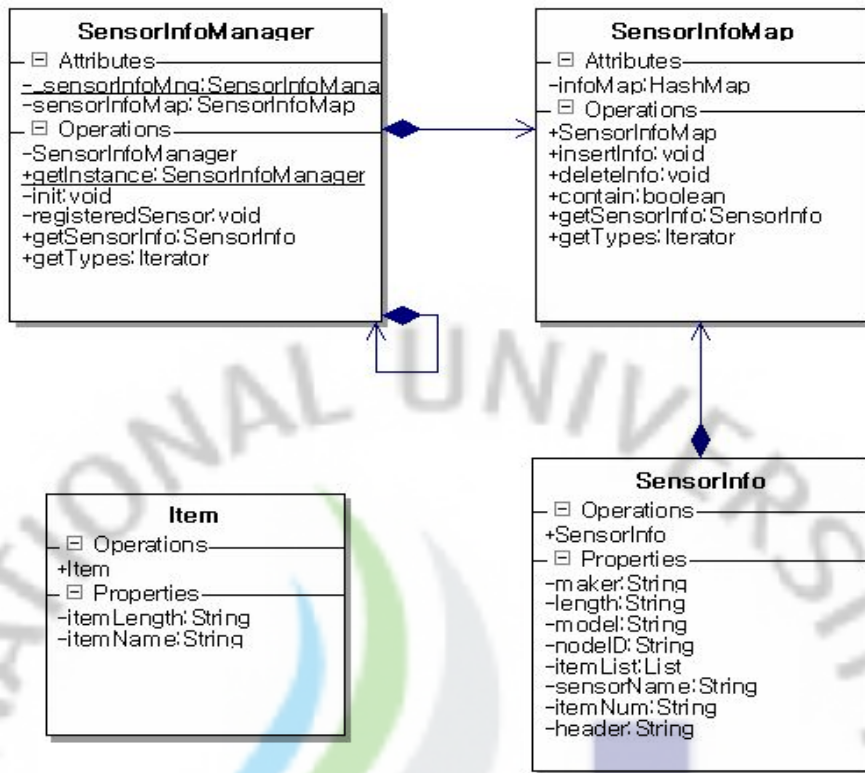 SensorInfoManager
Attributes
-_sensorInfoMng:SensorInfoMana
-sensorInfoMap:SensorInfoMap
Operations
-SensorInfoManager
+getInstance:SensorInfoManager
-init:void
-registeredSensor:void
+getSensorInfo:SensorInfo
+getTypes:Iterator
SensorInfoMap
Attributes
-infoMap:HashMap
Operations
+SensorInfoMap
+insertInfo:void
+deleteInfo:void
+contain:boolean
+getSensorInfo:SensorInfo
+getTypes:Iterator
Item
Operations
+Item
Properties
-itemLength:String
-itemName:String
SensorInfo
Operations
+SensorInfo
Properties
-maker:String
-length:String
-model:String
-nodeID:String
-itemList:List
-sensorName:String
-itemNum:String
-header:String
ATIONAL UNIVERSIT